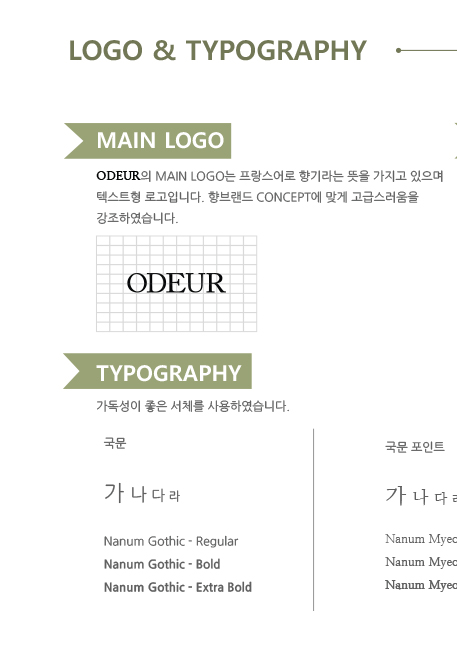 LOGO & TYPOGRAPHY
MAIN LOGO
ODEUR의 MAIN LOGO는 프랑스어로 향기라는 뜻을 가지고 있으며
텍스트형 로고입니다. 향브랜드 CONCEPT에 맞게 고급스러움을
강조하였습니다.
ODEUR
TYPOGRAPHY
가독성이 좋은 서체를 사용하였습니다.
국문
가 나 다 라
Nanum Gothic - Regular
Nanum Gothic - Bold
Nanum Gothic - Extra Bold
국문 포인트
가 나 다
Nanum
Nanum
Nanum